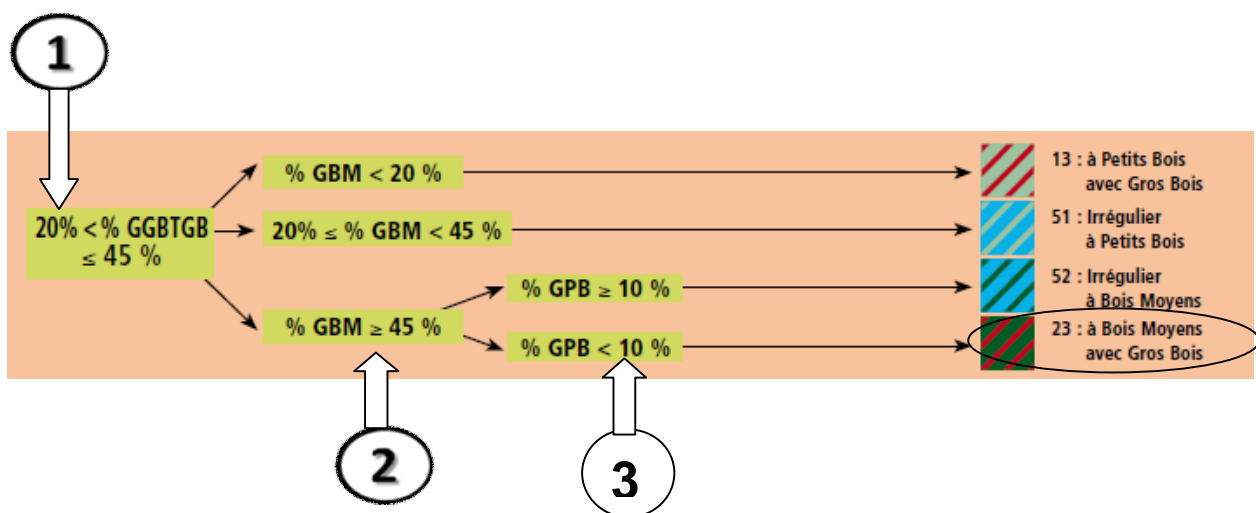 1
% GBM < 20 %
13 : à Petits Bois
avec Gros Bois
20% < % GGBTGB
≤ 45 %
20% ≤ % GBM < 45 %
51 : Irrégulier
à Petits Bois
% GPB ≥ 10 %
52 : Irrégulier
à Bois Moyens
% GBM ≥ 45 %
% GPB < 10 %
23 : à Bois Moyens
avec Gros Bois
2
3